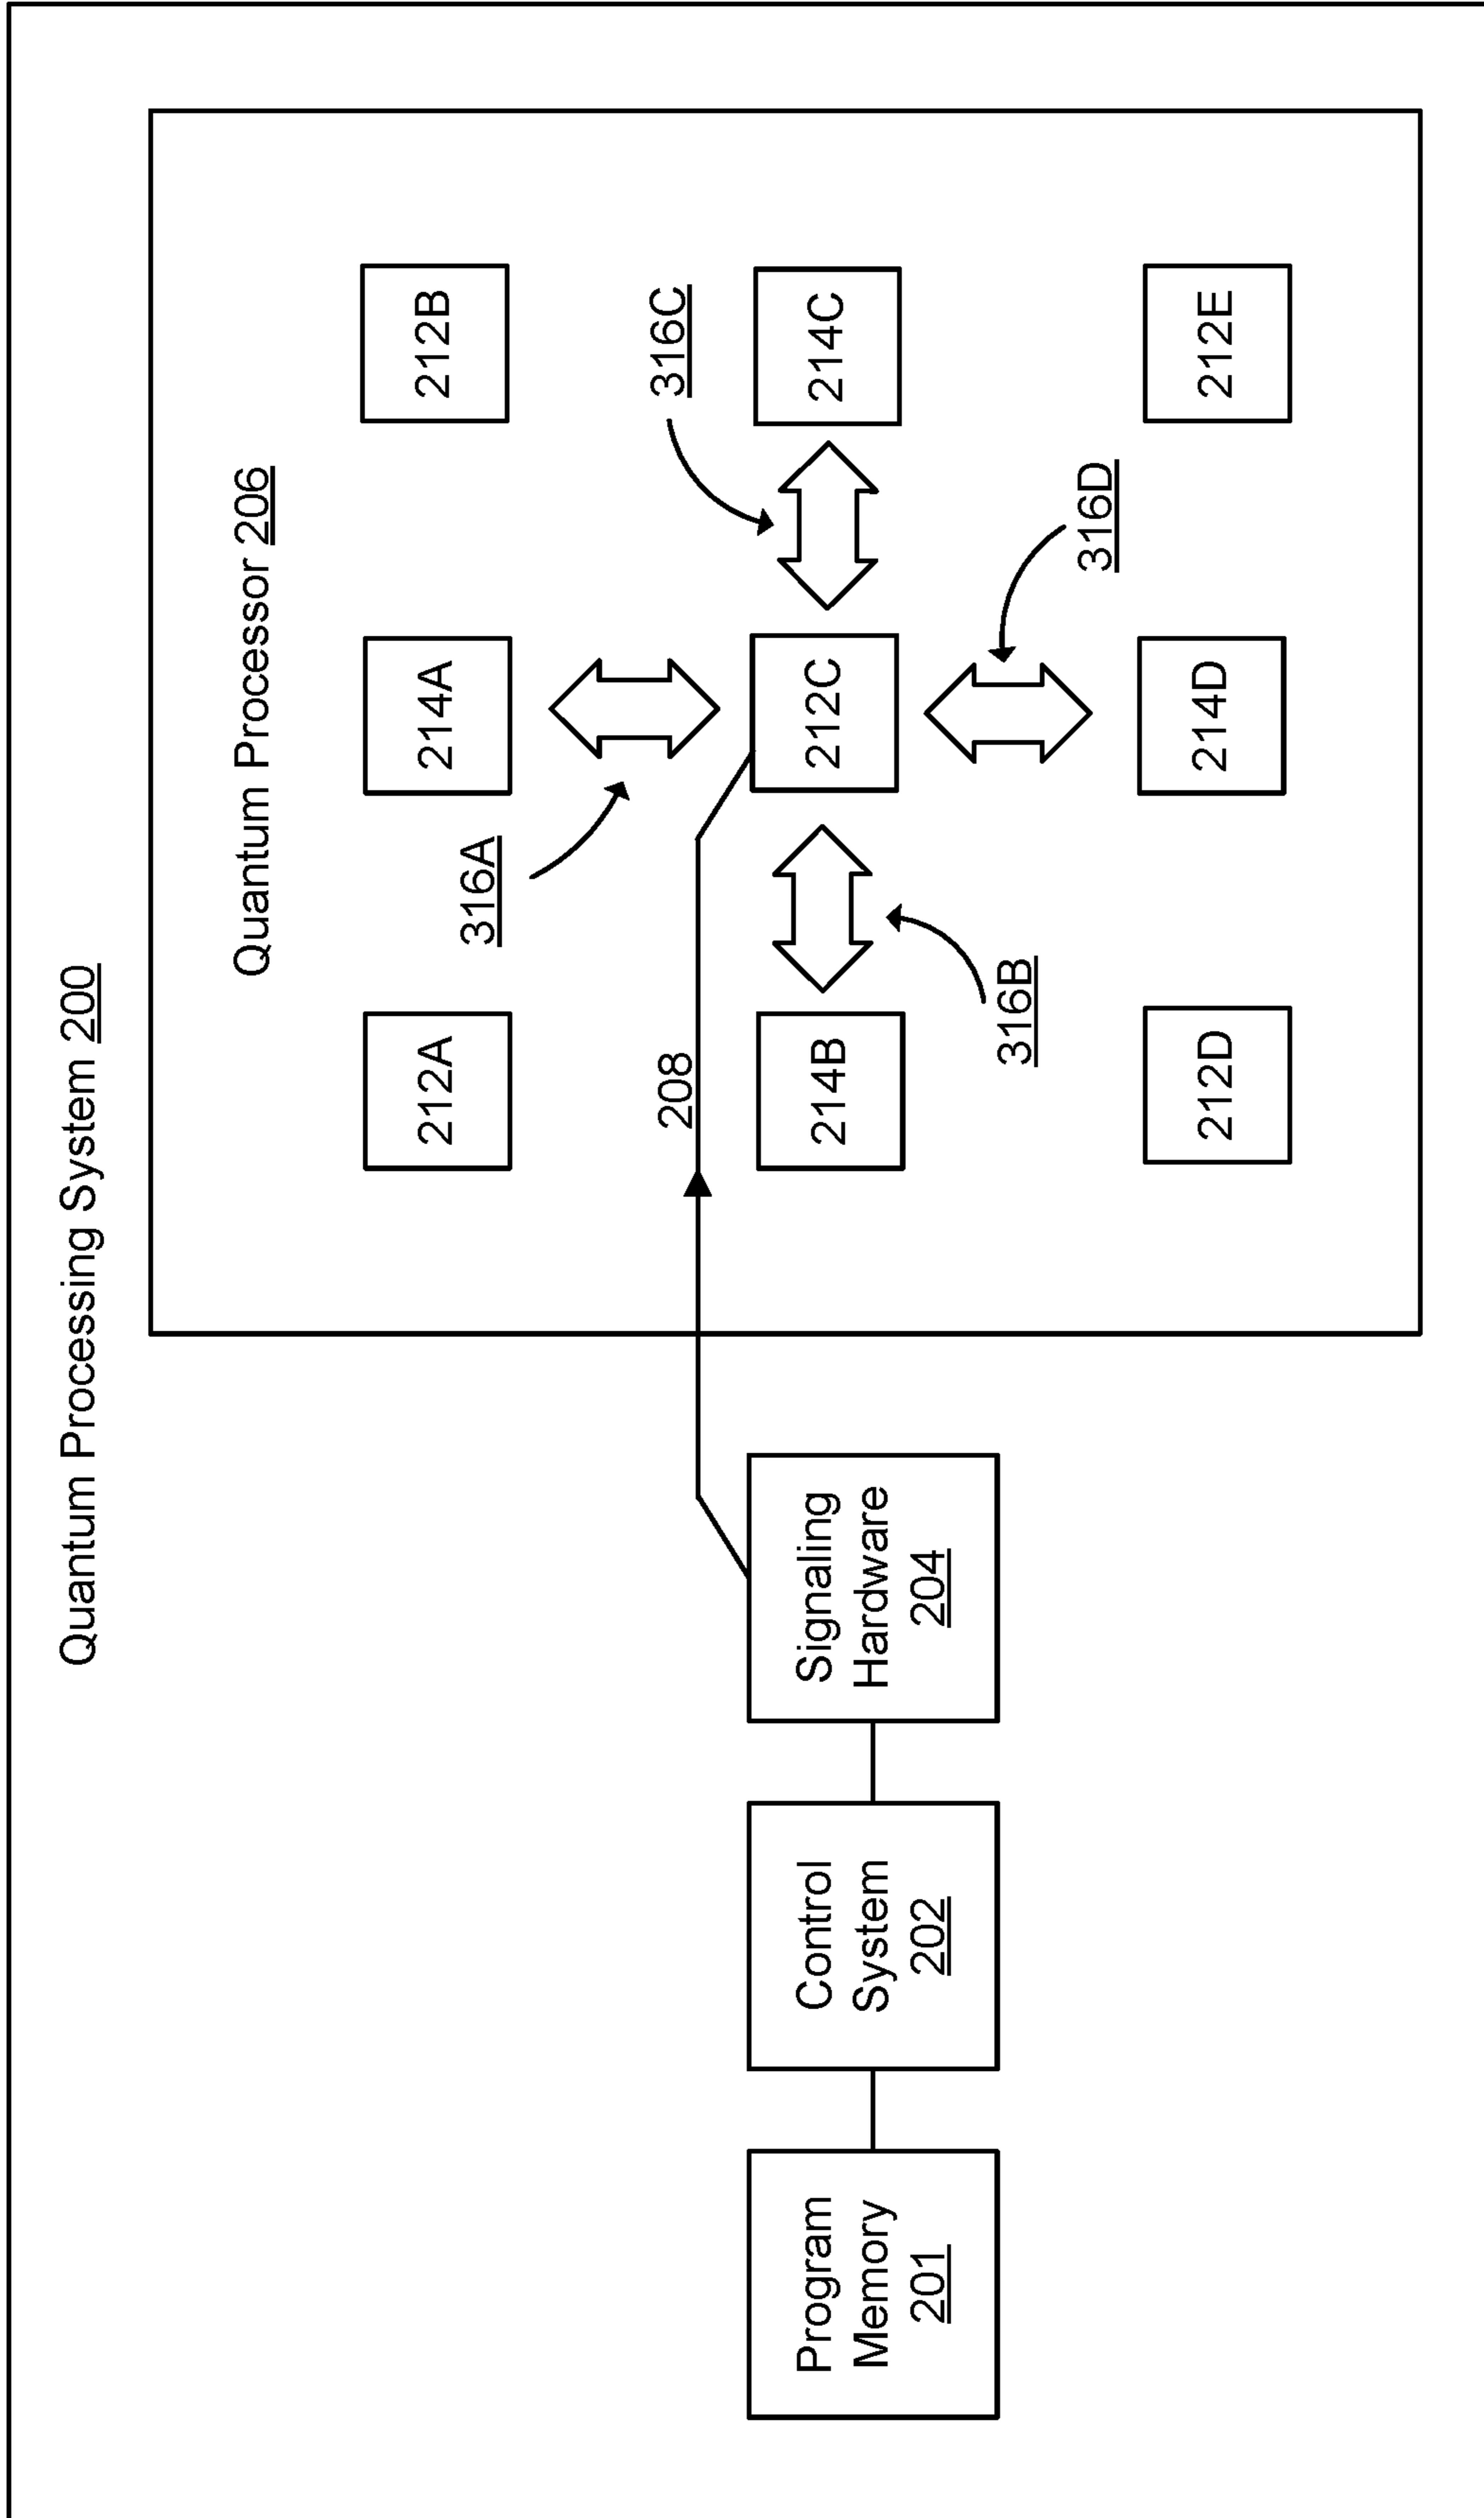 Quantum Processing System 200
Quantum Processor 206
212A
214A
212B
316A
316C
208
214B
212C
214C
316B
316D
212D
214D
212E
Program
Memory
201
Control
System
202
Signaling
Hardware
204